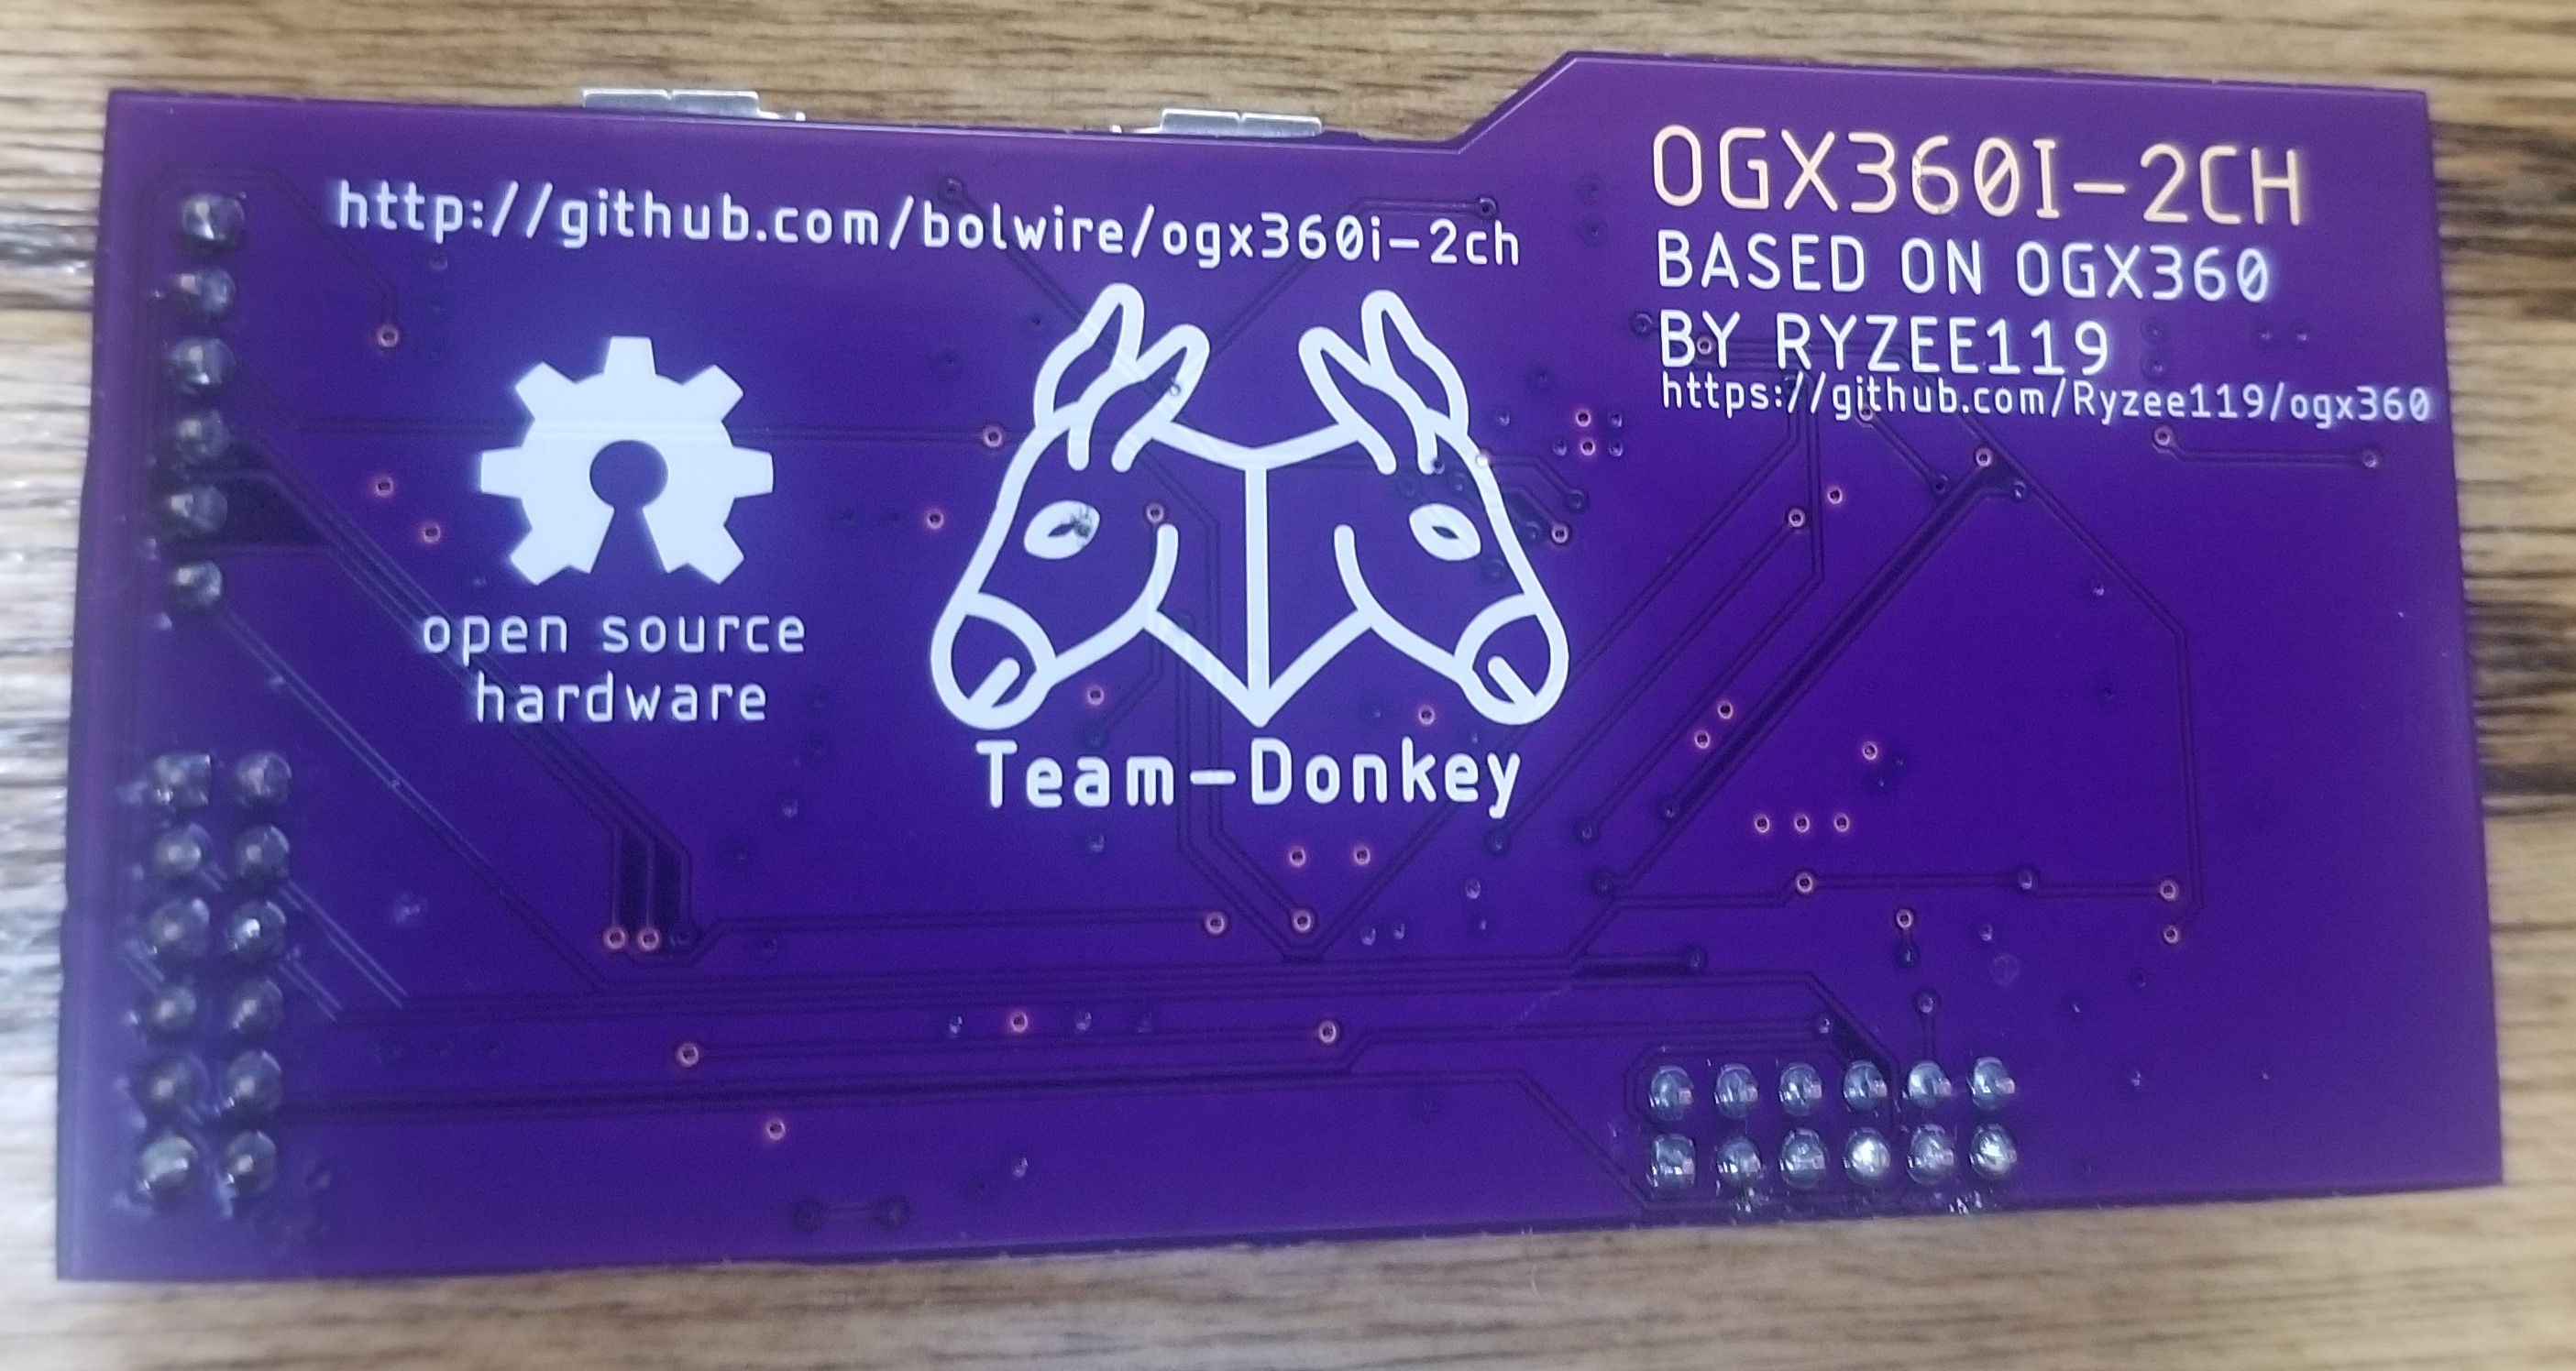 http://github.com/bolwire/ogx360i-2ch
OGX360I-2CH
BASED ON OGX360
BY RYZEE119
https://github.com/Ryzee119/ogx360
open source
hardware
Team-Donkey